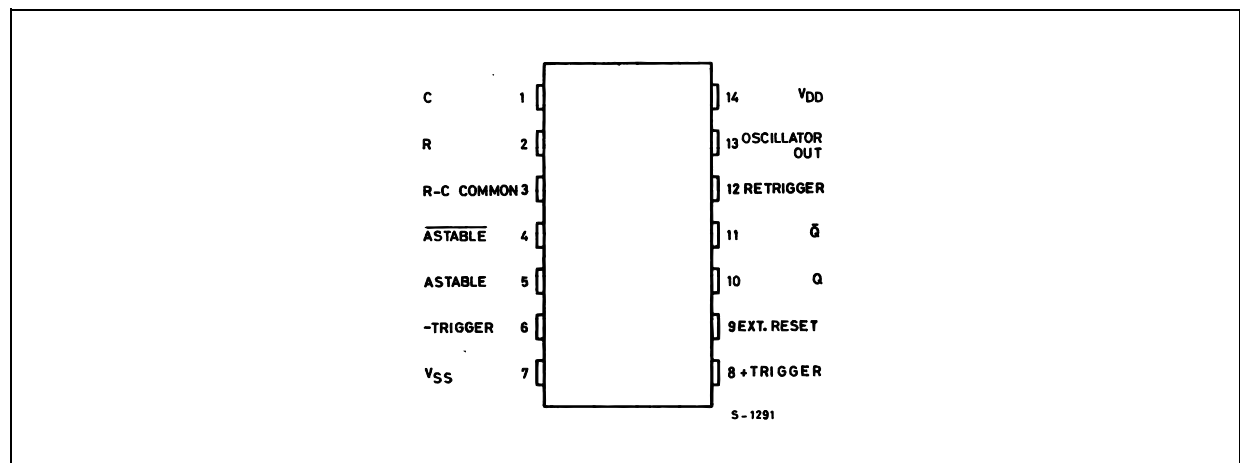 C 1
R 2
R-C COMMON 3
A̅S̅T̅A̅B̅L̅E̅ 4
ASTABLE 5
-TRIGGER 6
VSS 7
14 VDD
13 OSCILLATOR
OUT
12 RETRIGGER
11 Q̅
10 Q
9 EXT. RESET
8 +TRIGGER
S-1291